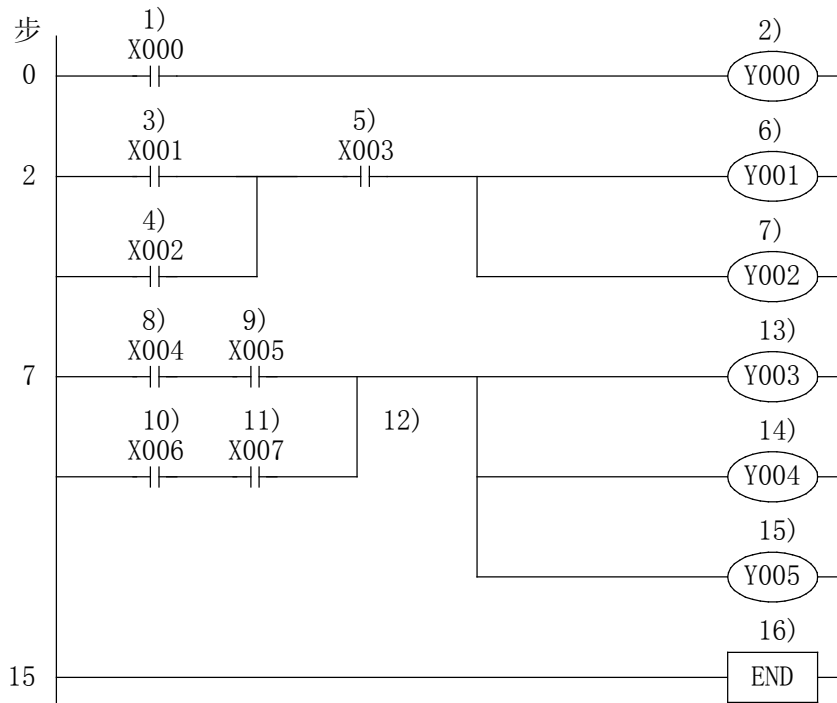 步
1)
X000
2)
0
Y000
3)
X001
5)
X003
6)
2
Y001
4)
X002
7)
Y002
8)
X004
9)
X005
13)
7
Y003
10)
X006
11)
X007
12)
14)
Y004
15)
Y005
16)
15
END